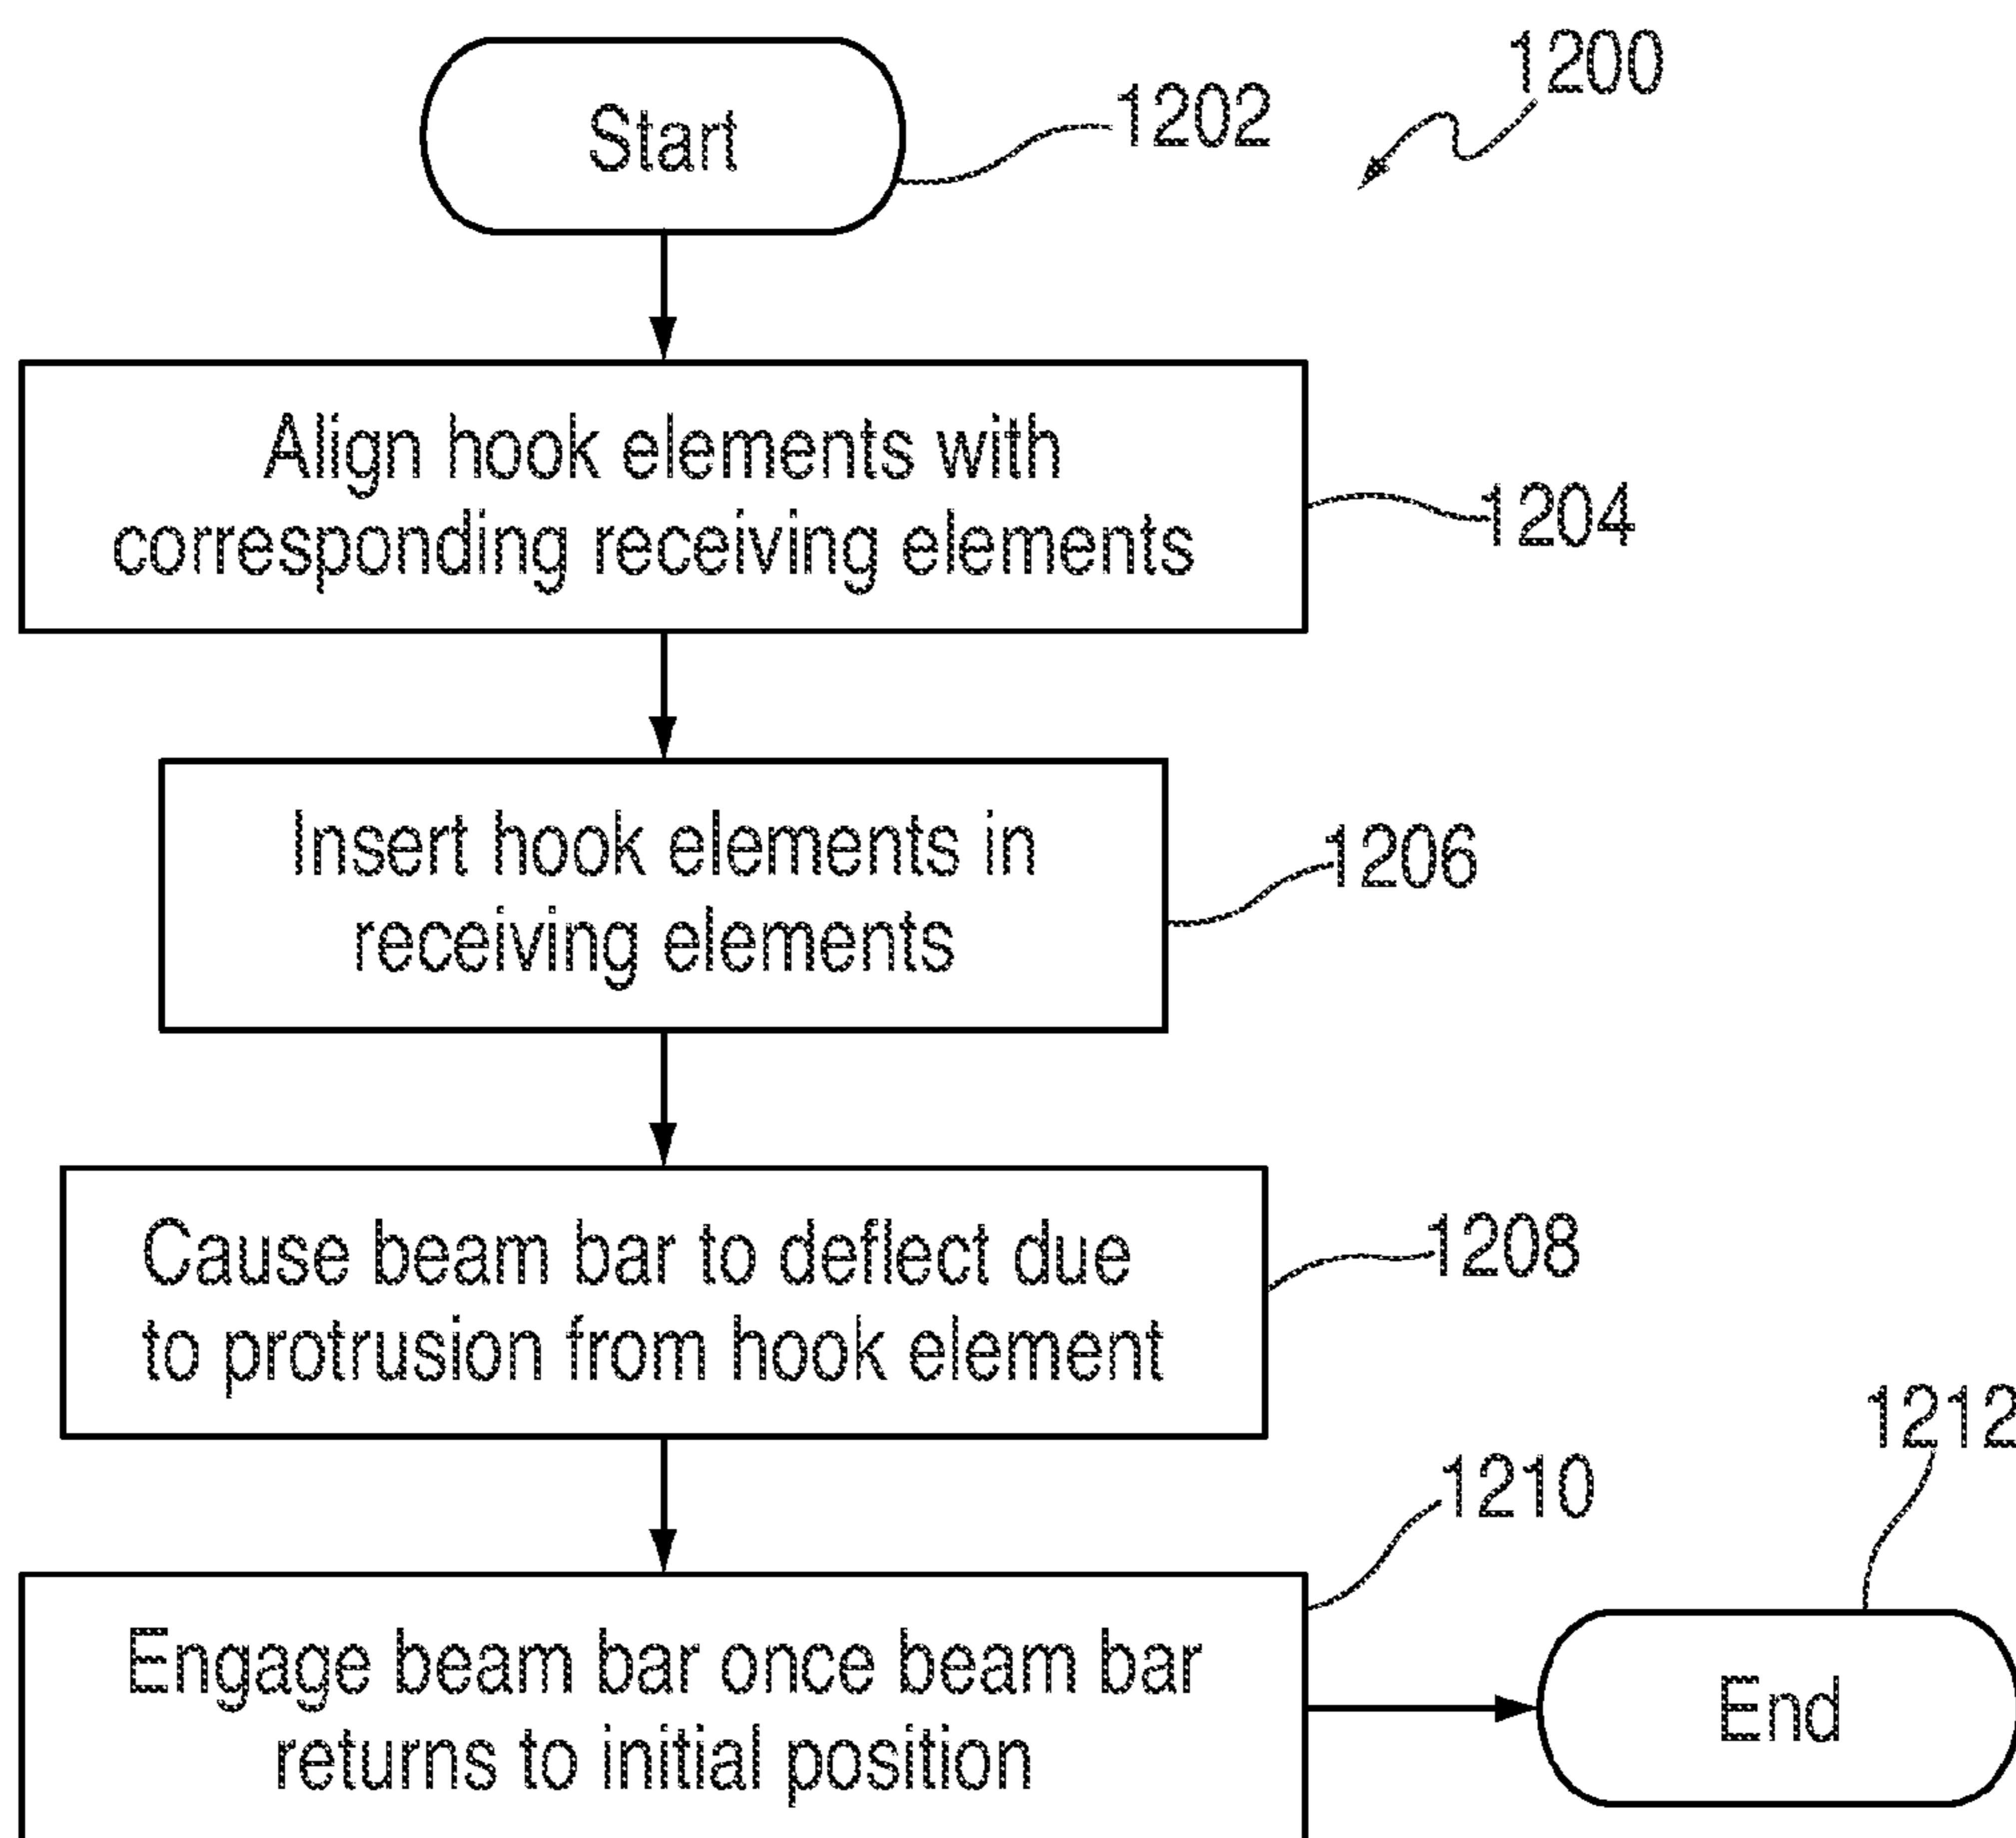 1200
Start
1202
Align hook elements with
corresponding receiving elements
1204
Insert hook elements in
receiving elements
1206
Cause beam bar to deflect due
to protrusion from hook element
1208
Engage beam bar once beam bar
returns to initial position
1210
End
1212